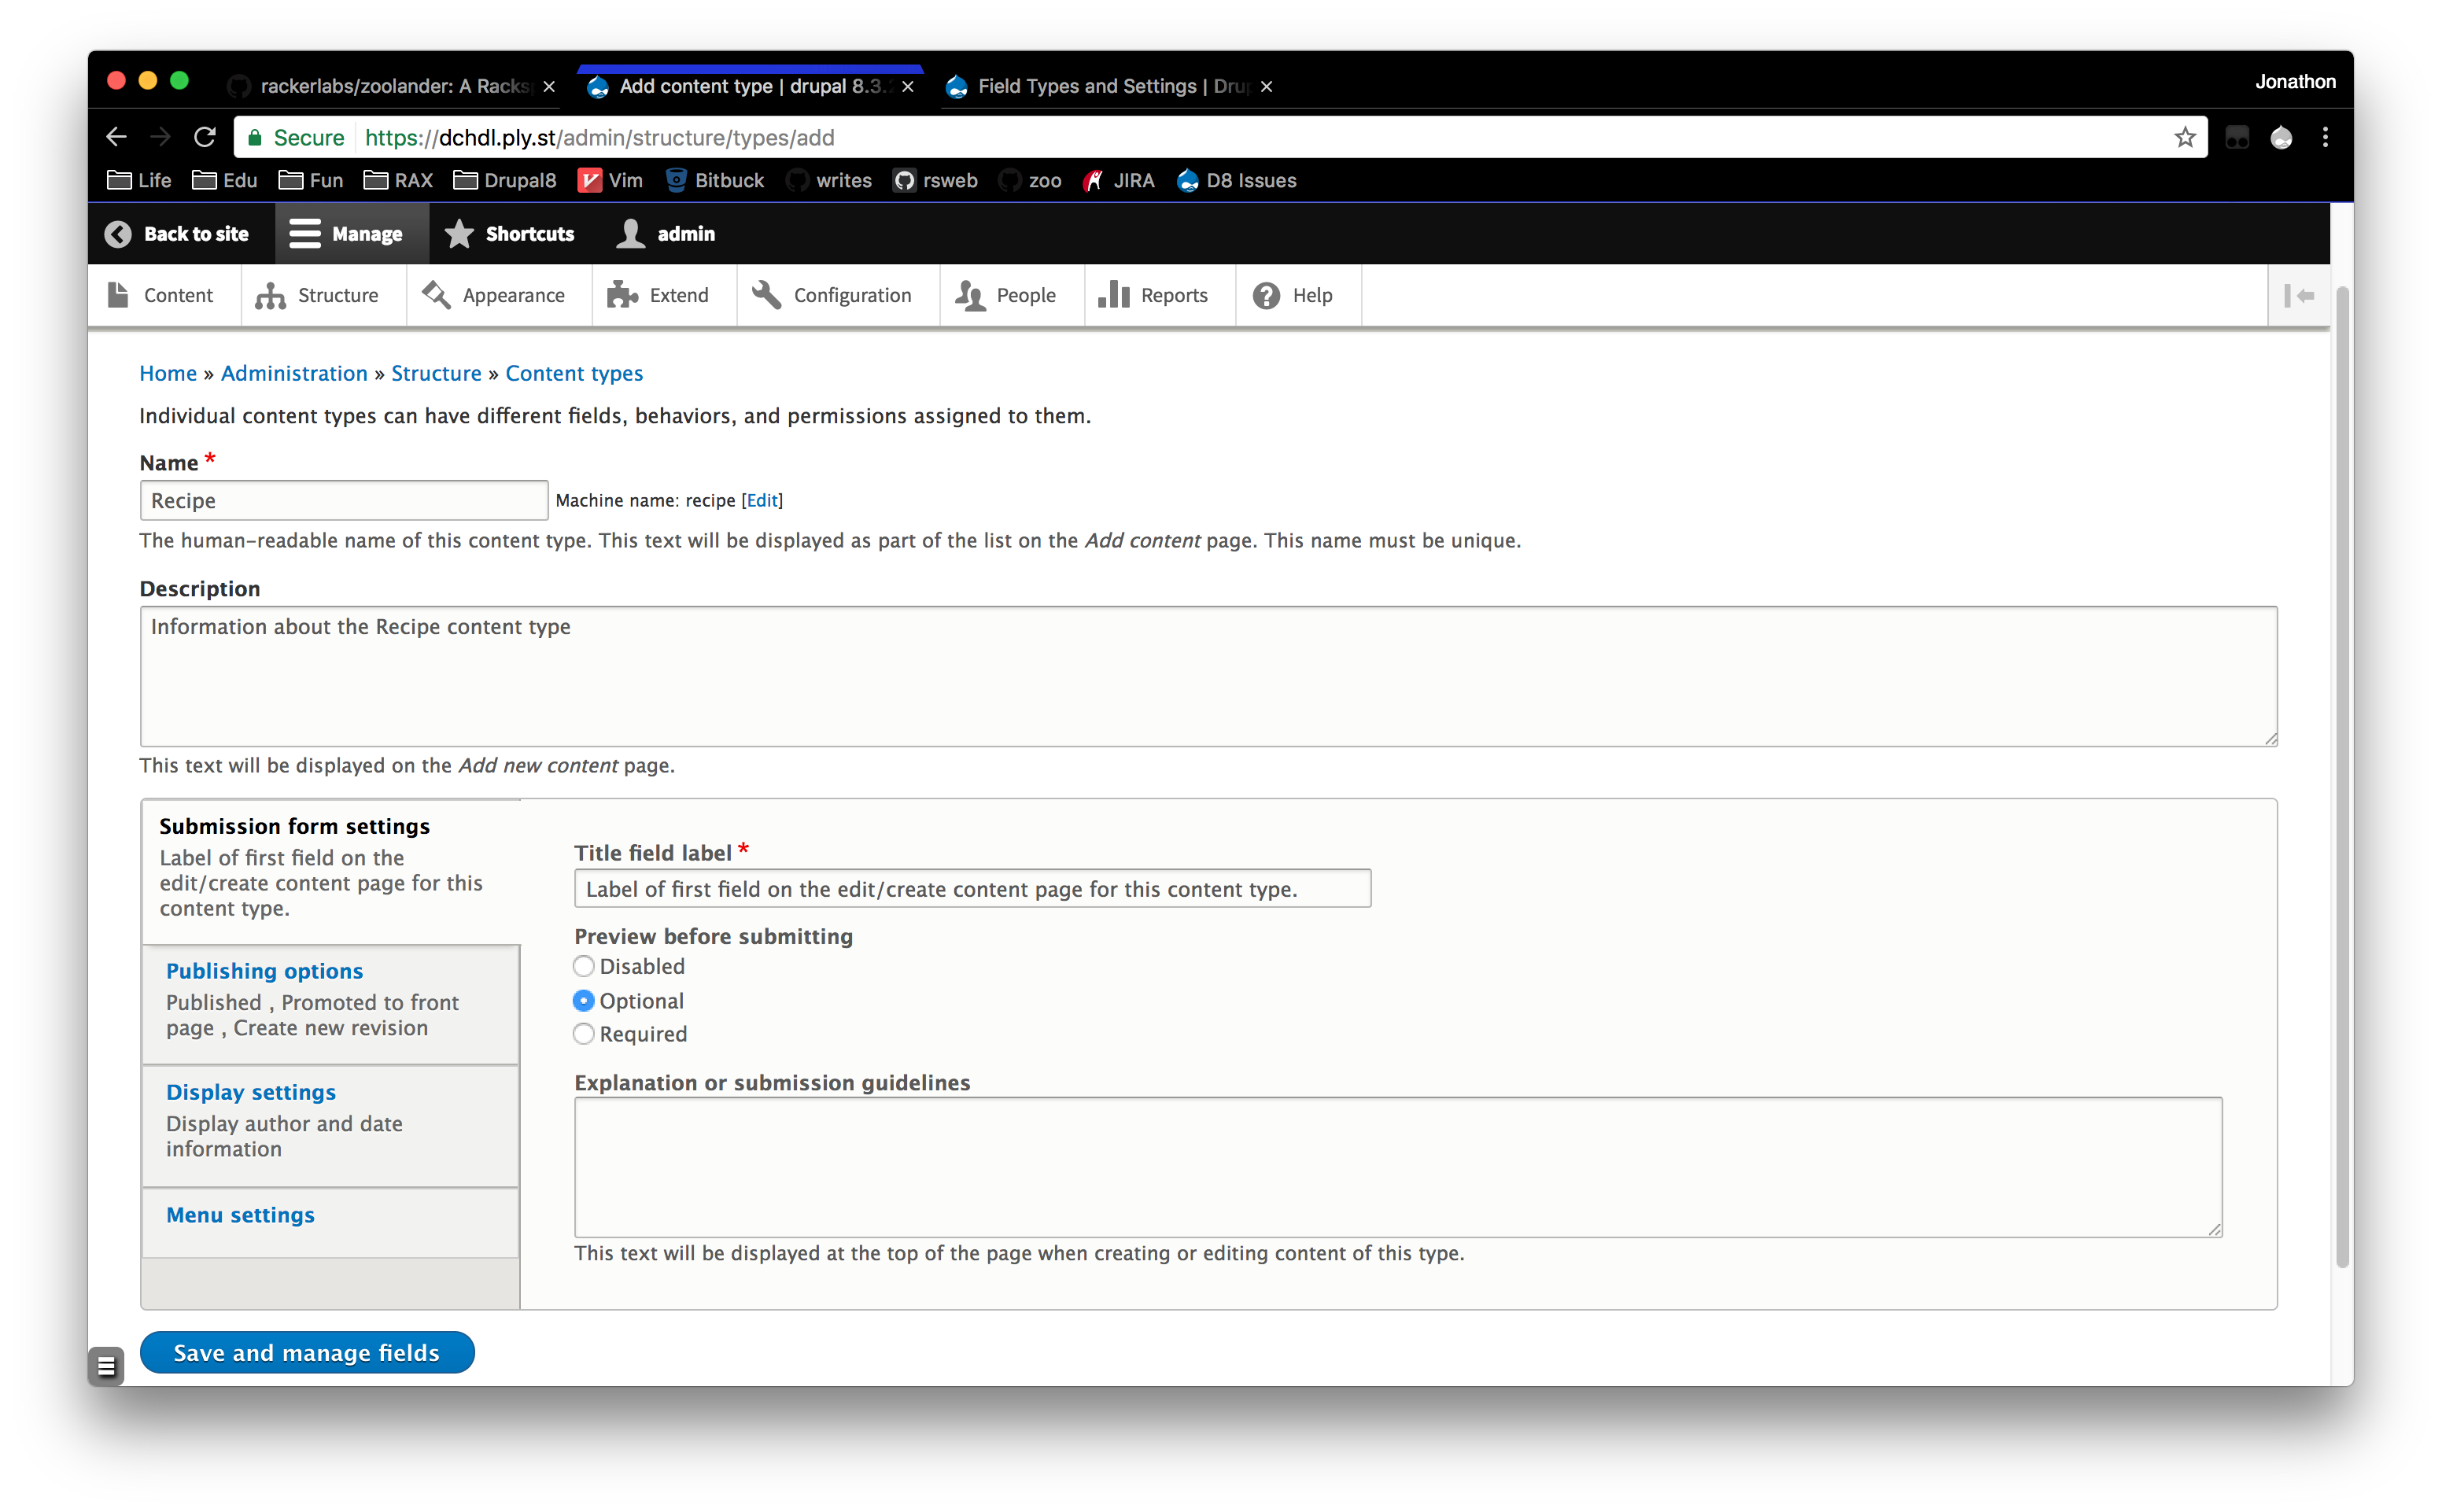 rackerlabs/zoolander: A Racks
Add content type | drupal 8.3.
Field Types and Settings | Dru
Jonathon
Secure https://dchdl.ply.st/admin/structure/types/add
Life Edu Fun RAX Drupal8 Vim Bitbuck writes rsweb zoo JIRA D8 Issues
Back to site Manage Shortcuts admin
Content Structure Appearance Extend Configuration People Reports Help
Home » Administration » Structure » Content types
Individual content types can have different fields, behaviors, and permissions assigned to them.
Name *
Recipe Machine name: recipe [Edit]
The human-readable name of this content type. This text will be displayed as part of the list on the Add content page. This name must be unique.
Description
Information about the Recipe content type
This text will be displayed on the Add new content page.
Submission form settings
Label of first field on the
edit/create content page for this
content type.
Publishing options
Published , Promoted to front
page , Create new revision
Display settings
Display author and date
information
Menu settings
Title field label *
Label of first field on the edit/create content page for this content type.
Preview before submitting
Disabled
Optional
Required
Explanation or submission guidelines
This text will be displayed at the top of the page when creating or editing content of this type.
Save and manage fields